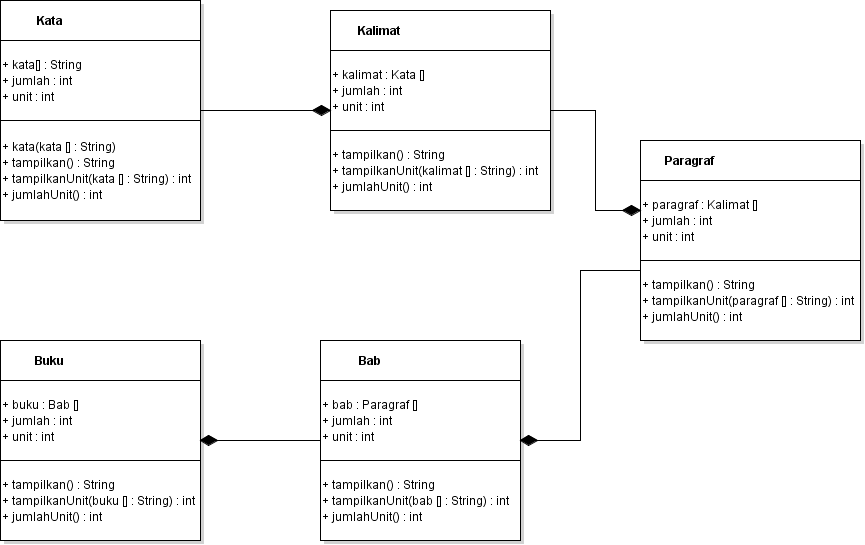 Kata
+ kata[] : String
+ jumlah : int
+ unit : int
+ kata(kata [] : String)
+ tampilkan() : String
+ tampilkanUnit(kata [] : String) : int
+ jumlahUnit() : int
Kalimat
+ kalimat : Kata []
+ jumlah : int
+ unit : int
+ tampilkan() : String
+ tampilkanUnit(kalimat [] : String) : int
+ jumlahUnit() : int
Paragraf
+ paragraf : Kalimat []
+ jumlah : int
+ unit : int
+ tampilkan() : String
+ tampilkanUnit(paragraf [] : String) : int
+ jumlahUnit() : int
Buku
+ buku : Bab []
+ jumlah : int
+ unit : int
+ tampilkan() : String
+ tampilkanUnit(buku [] : String) : int
+ jumlahUnit() : int
Bab
+ bab : Paragraf []
+ jumlah : int
+ unit : int
+ tampilkan() : String
+ tampilkanUnit(bab [] : String) : int
+ jumlahUnit() : int